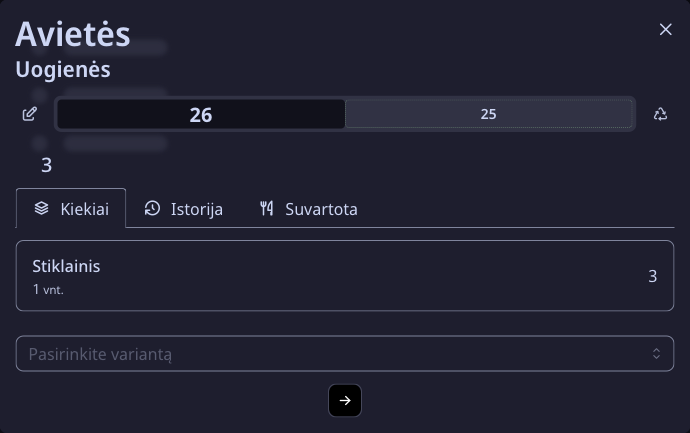 Avietės
Uogienės
26 25
3
Kiekiai Istorija Suvartota
Stiklainis
1 vnt.
3
Pasirinkite variantą